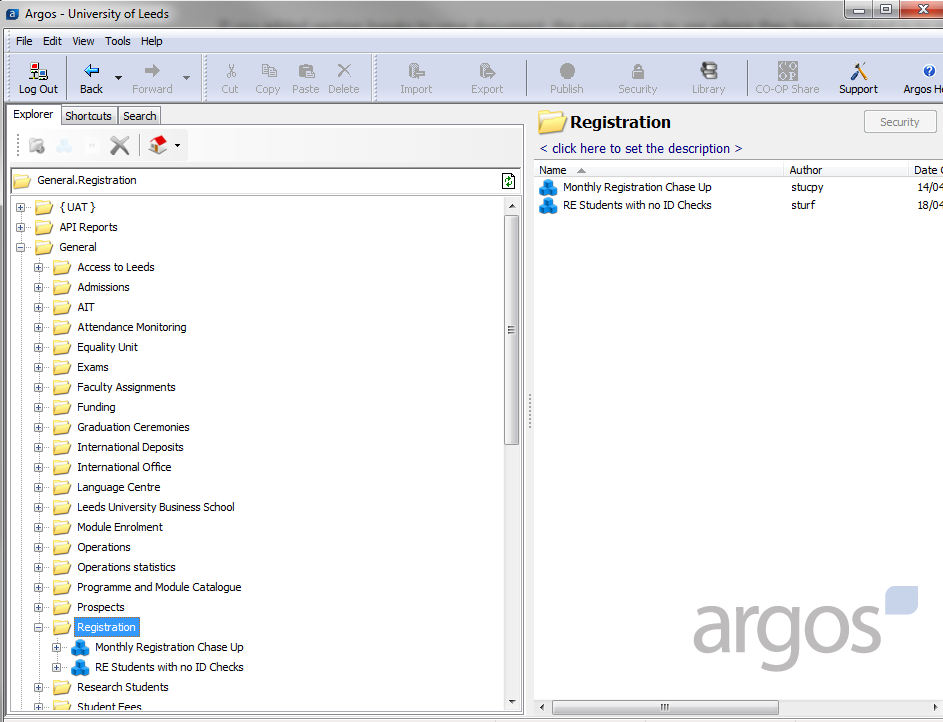 Argos - University of Leeds
File Edit View Tools Help
Log Out Back Forward Cut Copy Paste Delete Import Export Publish Security Library CO-OP Share Support Argos He
Explorer Shortcuts Search
General.Registration
{ UAT }
API Reports
General
Access to Leeds
Admissions
AIT
Attendance Monitoring
Equality Unit
Exams
Faculty Assignments
Funding
Graduation Ceremonies
International Deposits
International Office
Language Centre
Leeds University Business School
Module Enrolment
Operations
Operations statistics
Programme and Module Catalogue
Prospects
Registration
Monthly Registration Chase Up
RE Students with no ID Checks
Research Students
Student Fees
Registration
Security
< click here to set the description >
Name Author Date C
Monthly Registration Chase Up stucpy 14/04
RE Students with no ID Checks sturf 18/04
argos